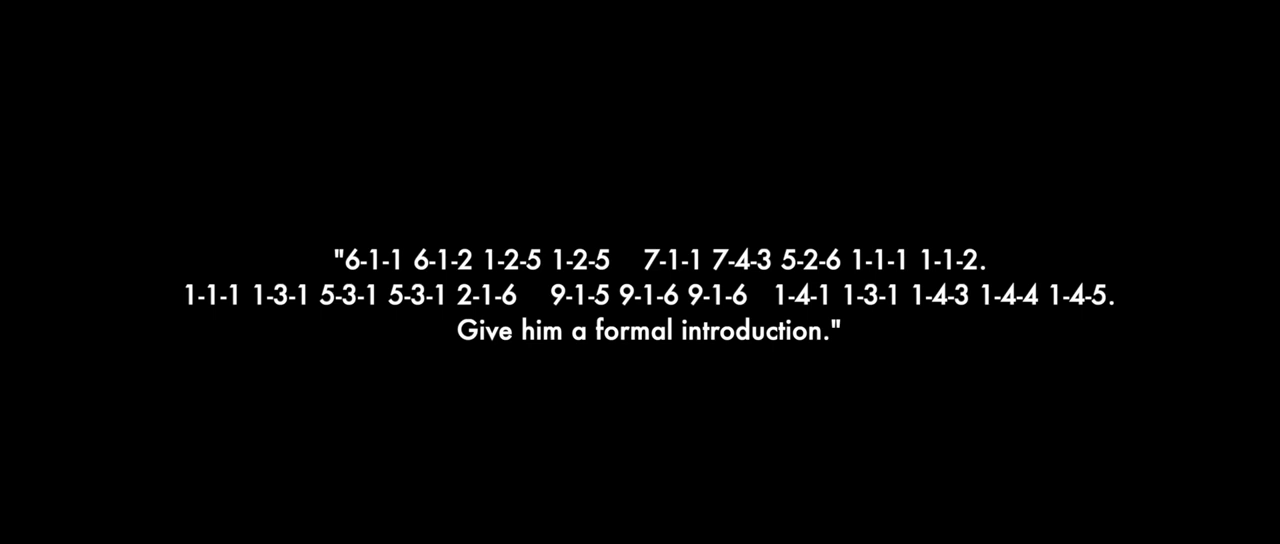 "6-1-1 6-1-2 1-2-5 1-2-5 7-1-1 7-4-3 5-2-6 1-1-1 1-1-2.
1-1-1 1-3-1 5-3-1 5-3-1 2-1-6 9-1-5 9-1-6 9-1-6 1-4-1 1-3-1 1-4-3 1-4-4 1-4-5.
Give him a formal introduction."